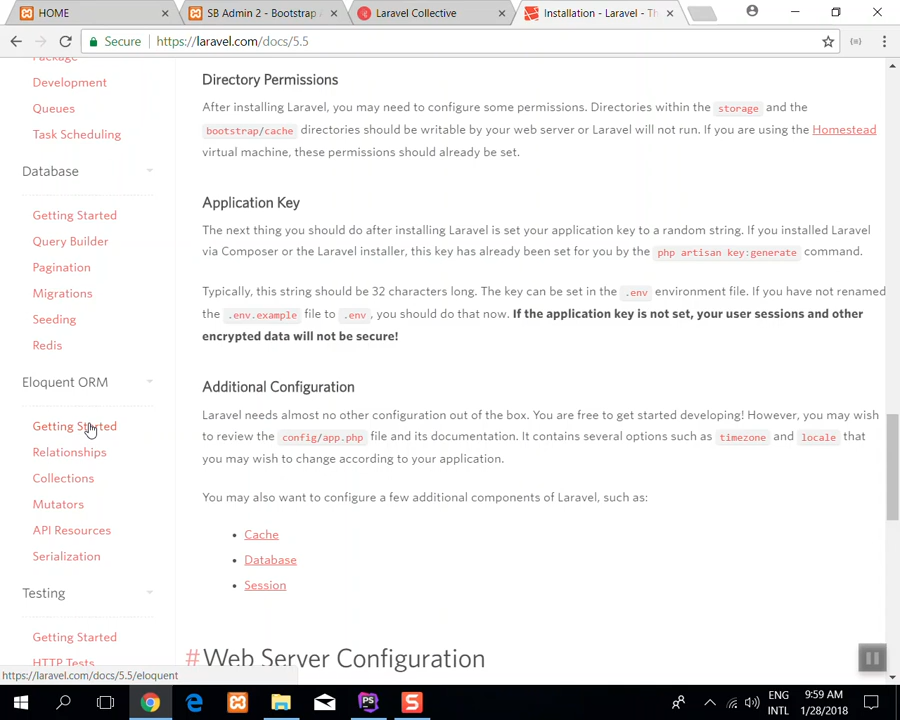 HOME
SB Admin 2 - Bootstrap
Laravel Collective
Installation - Laravel - Th
Secure
https://laravel.com/docs/5.5
Package
Development
Queues
Task Scheduling
Database
Getting Started
Query Builder
Pagination
Migrations
Seeding
Redis
Eloquent ORM
Getting Started
Relationships
Collections
Mutators
API Resources
Serialization
Testing
Getting Started
HTTP Tests
Directory Permissions
After installing Laravel, you may need to configure some permissions. Directories within the storage and the
bootstrap/cache directories should be writable by your web server or Laravel will not run. If you are using the Homestead
virtual machine, these permissions should already be set.
Application Key
The next thing you should do after installing Laravel is set your application key to a random string. If you installed Laravel
via Composer or the Laravel installer, this key has already been set for you by the php artisan key:generate command.
Typically, this string should be 32 characters long. The key can be set in the .env environment file. If you have not renamed
the .env.example file to .env, you should do that now. If the application key is not set, your user sessions and other
encrypted data will not be secure!
Additional Configuration
Laravel needs almost no other configuration out of the box. You are free to get started developing! However, you may wish
to review the config/app.php file and its documentation. It contains several options such as timezone and locale that
you may wish to change according to your application.
You may also want to configure a few additional components of Laravel, such as:
• Cache
• Database
• Session
#Web Server Configuration
https://laravel.com/docs/5.5/eloquent
ENG
INTL
9:59 AM
1/28/2018